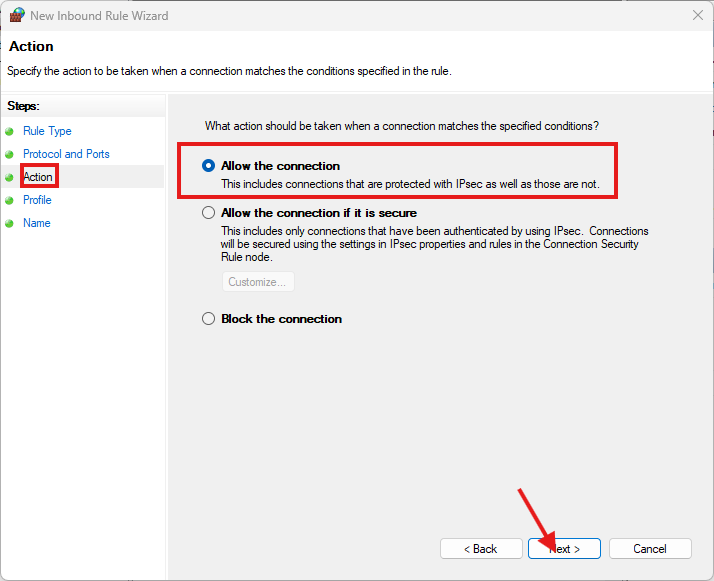 New Inbound Rule Wizard
Action
Specify the action to be taken when a connection matches the conditions specified in the rule.
Steps:
Rule Type
Protocol and Ports
Action
Profile
Name
What action should be taken when a connection matches the specified conditions?
Allow the connection
This includes connections that are protected with IPsec as well as those are not.
Allow the connection if it is secure
This includes only connections that have been authenticated by using IPsec. Connections
will be secured using the settings in IPsec properties and rules in the Connection Security
Rule node.
Customize...
Block the connection
< Back
Next >
Cancel